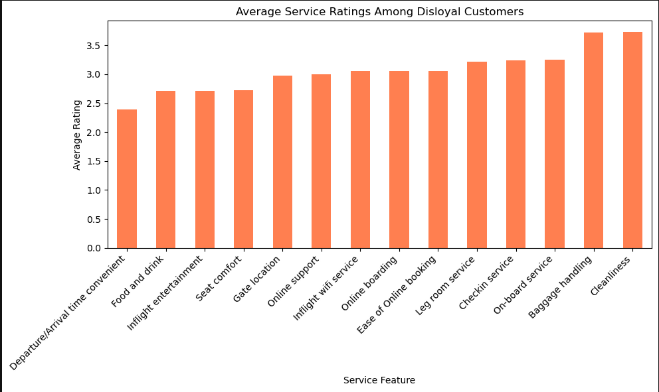 Average Service Ratings Among Disloyal Customers
Average Rating
3.5
3.0
2.5
2.0
1.5
1.0
0.5
0.0
Departure/Arrival time convenient
Food and drink
Inflight entertainment
Seat comfort
Gate location
Online support
Inflight wifi service
Online boarding
Ease of Online booking
Leg room service
Checkin service
On-board service
Baggage handling
Cleanliness
Service Feature